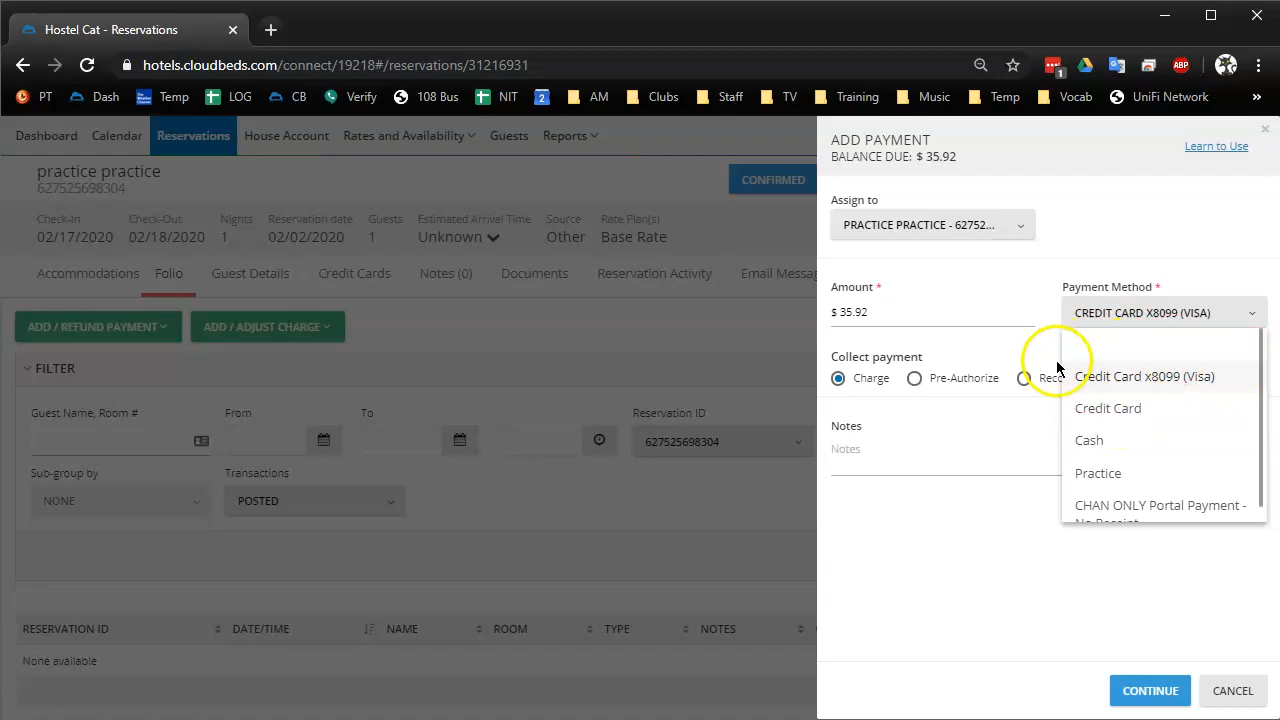 Hostel Cat - Reservations
hotels.cloudbeds.com/connect/19218#/reservations/31216931
1
ABP
PT Dash Temp LOG CB Verify 108 Bus NIT 2 AM Clubs Staff TV Training Music Temp Vocab UniFi Network »
Dashboard Calendar Reservations House Account Rates and Availability Guests Reports
practice practice
627525698304
CONFIRMED
Check-In Check-Out Nights Reservation date Guests Estimated Arrival Time Source Rate Plan(s)
02/17/2020 02/18/2020 1 02/02/2020 1 Unknown Other Base Rate
Accommodations Folio Guest Details Credit Cards Notes (0) Documents Reservation Activity Email Messag
ADD / REFUND PAYMENT ADD / ADJUST CHARGE
FILTER
Guest Name, Room # From To Reservation ID
627525698304
Sub-group by Transactions
NONE POSTED
RESERVATION ID DATE/TIME NAME ROOM TYPE NOTES
None available
ADD PAYMENT
BALANCE DUE: $ 35.92
Learn to Use
Assign to
PRACTICE PRACTICE - 62752...
Amount * Payment Method *
$ 35.92 CREDIT CARD X8099 (VISA)
Collect payment
Charge Pre-Authorize Reco
Credit Card x8099 (Visa)
Credit Card
Cash
Practice
CHAN ONLY Portal Payment -
No Receipt
Notes
Notes
CONTINUE CANCEL